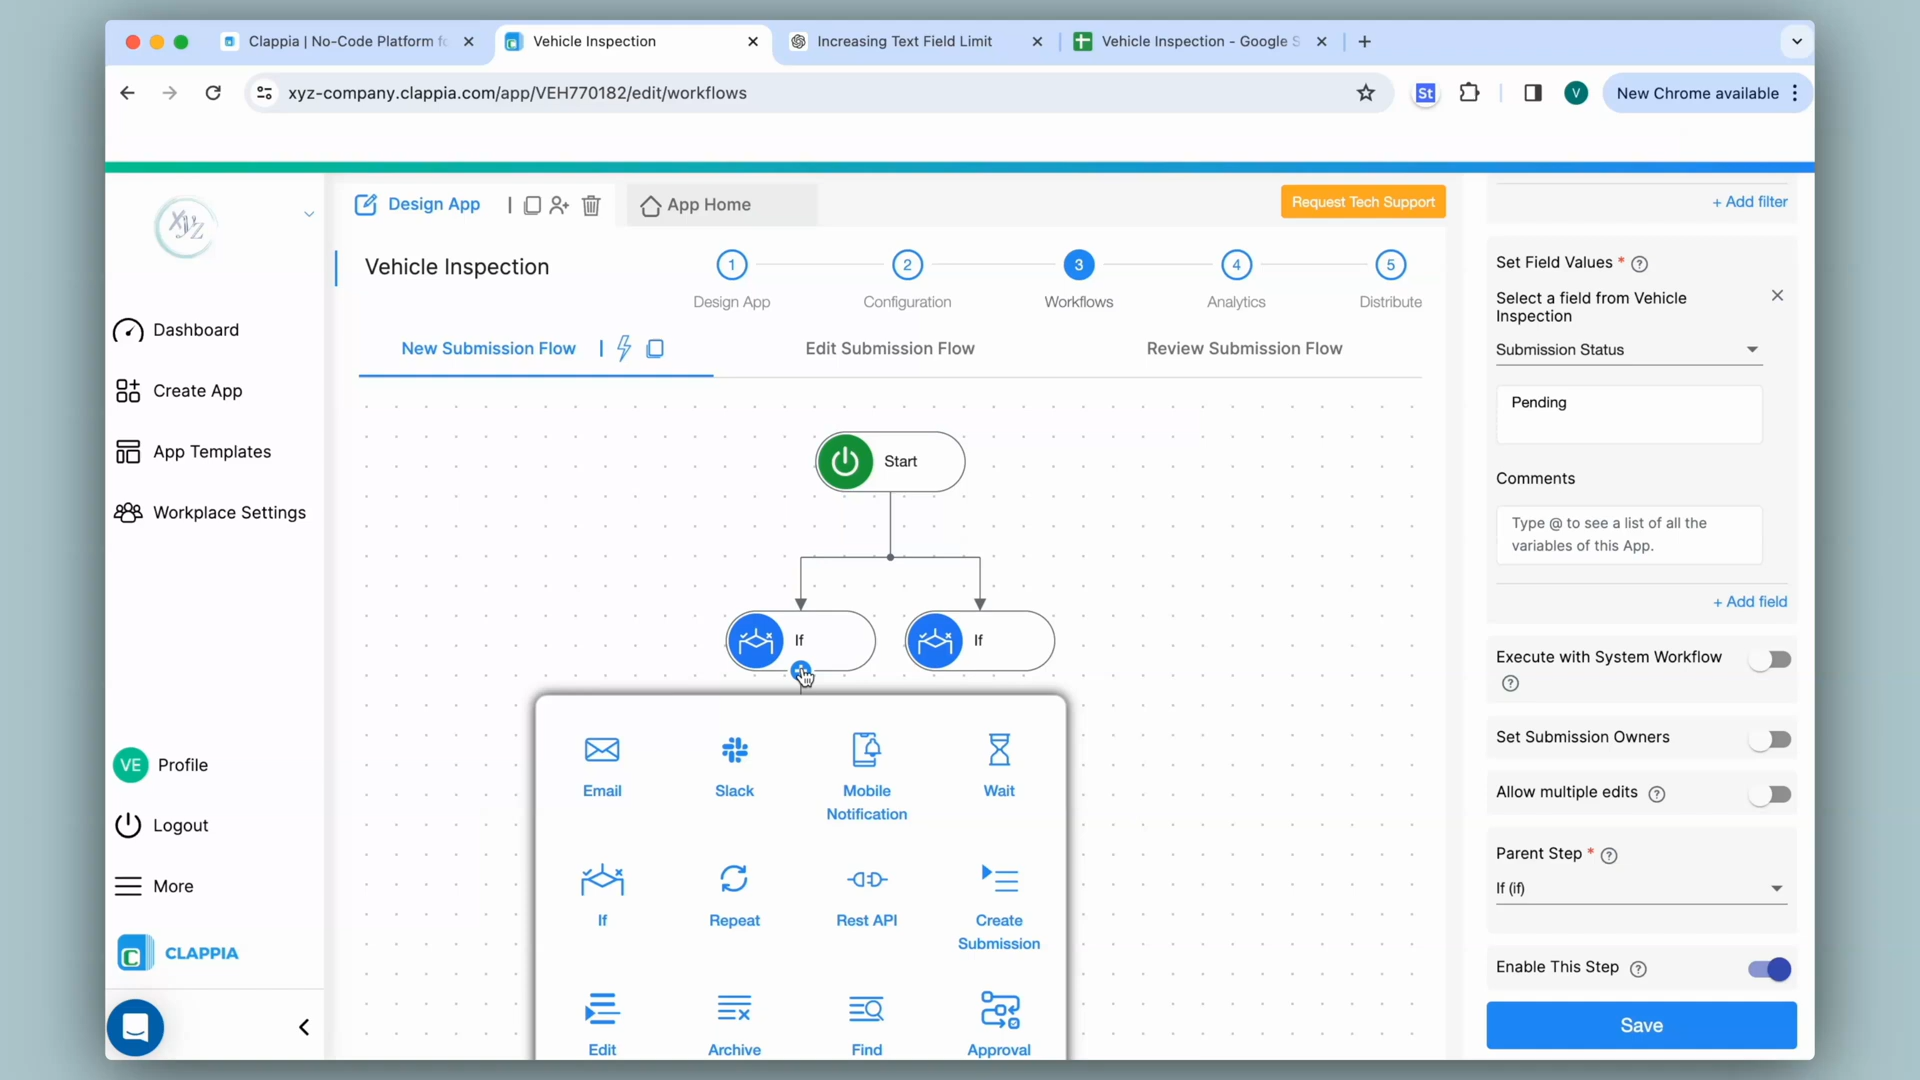 Clappia | No-Code Platform fo
Vehicle Inspection
Increasing Text Field Limit
Vehicle Inspection - Google S
xyz-company.clappia.com/app/VEH770182/edit/workflows
St
V
New Chrome available
XYZ
Design App
App Home
Request Tech Support
+ Add filter
Vehicle Inspection
1
2
3
4
5
Design App
Configuration
Workflows
Analytics
Distribute
New Submission Flow
Edit Submission Flow
Review Submission Flow
Dashboard
Create App
App Templates
Workplace Settings
VE
Profile
Logout
More
CLAPPIA
Start
If
If
Email
Slack
Mobile
Notification
Wait
If
Repeat
Rest API
Create
Submission
Edit
Archive
Find
Approval
Set Field Values * ?
Select a field from Vehicle
Inspection
Submission Status
Pending
Comments
Type @ to see a list of all the
variables of this App.
+ Add field
Execute with System Workflow
?
Set Submission Owners
Allow multiple edits ?
Parent Step * ?
If (if)
Enable This Step ?
Save